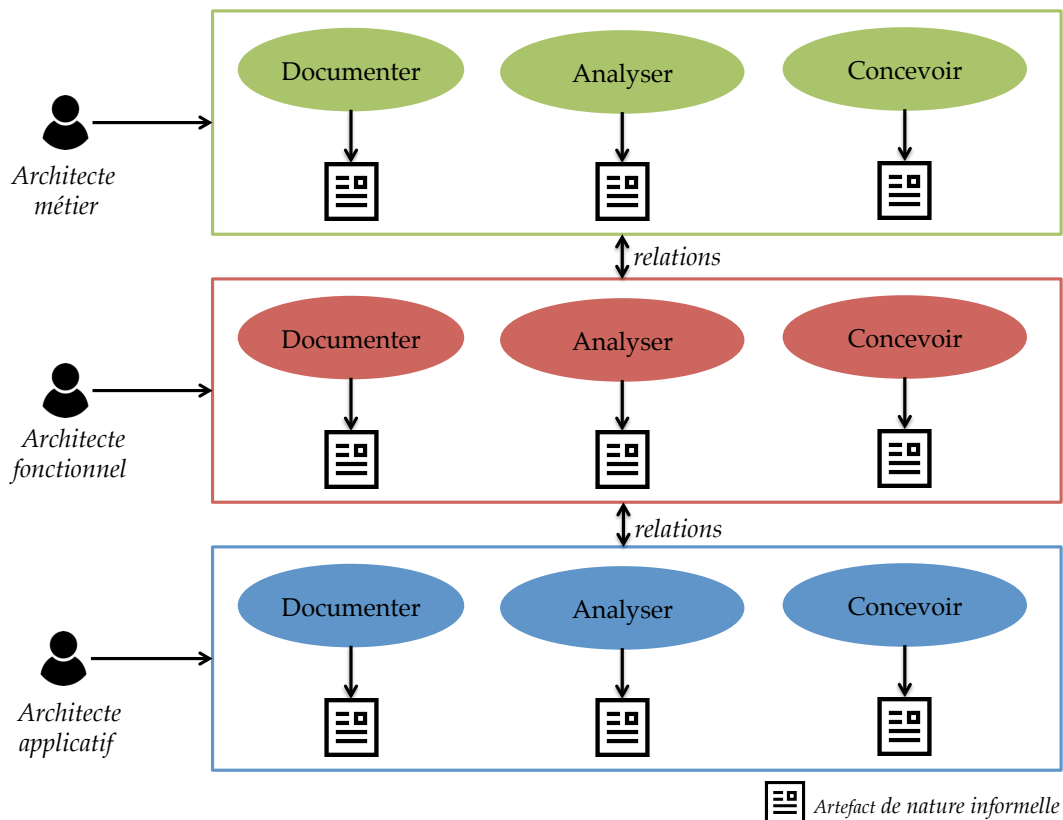 Documenter
Analyser
Concevoir
Architecte
métier
relations
Documenter
Analyser
Concevoir
Architecte
fonctionnel
relations
Documenter
Analyser
Concevoir
Architecte
applicatif
Artefact de nature informelle